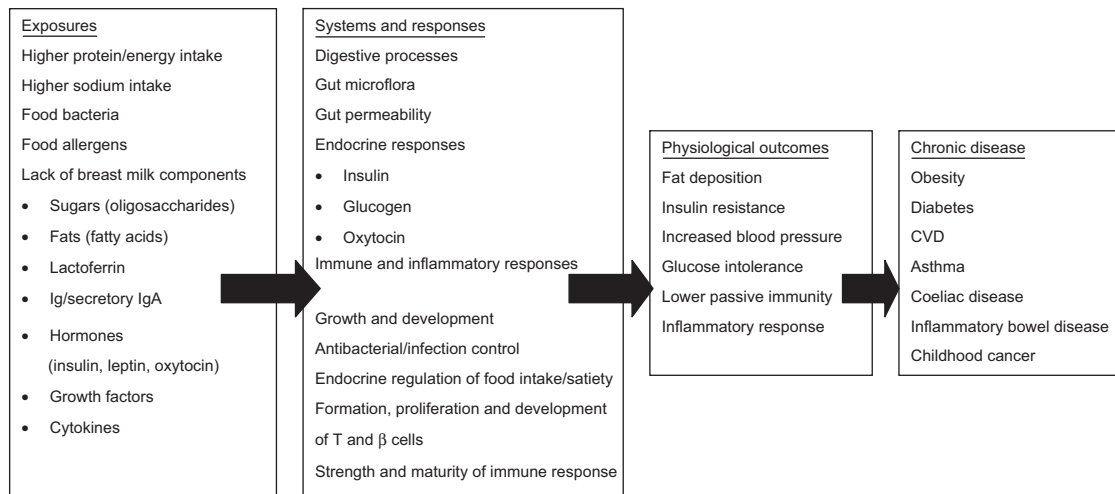 Exposures
Higher protein/energy intake
Higher sodium intake
Food bacteria
Food allergens
Lack of breast milk components
• Sugars (oligosaccharides)
• Fats (fatty acids)
• Lactoferrin
• Ig/secretory IgA
• Hormones
(insulin, leptin, oxytocin)
• Growth factors
• Cytokines
Systems and responses
Digestive processes
Gut microflora
Gut permeability
Endocrine responses
• Insulin
• Glucogen
• Oxytocin
Immune and inflammatory responses
Growth and development
Antibacterial/infection control
Endocrine regulation of food intake/satiety
Formation, proliferation and development
of T and β cells
Strength and maturity of immune response
Physiological outcomes
Fat deposition
Insulin resistance
Increased blood pressure
Glucose intolerance
Lower passive immunity
Inflammatory response
Chronic disease
Obesity
Diabetes
CVD
Asthma
Coeliac disease
Inflammatory bowel disease
Childhood cancer